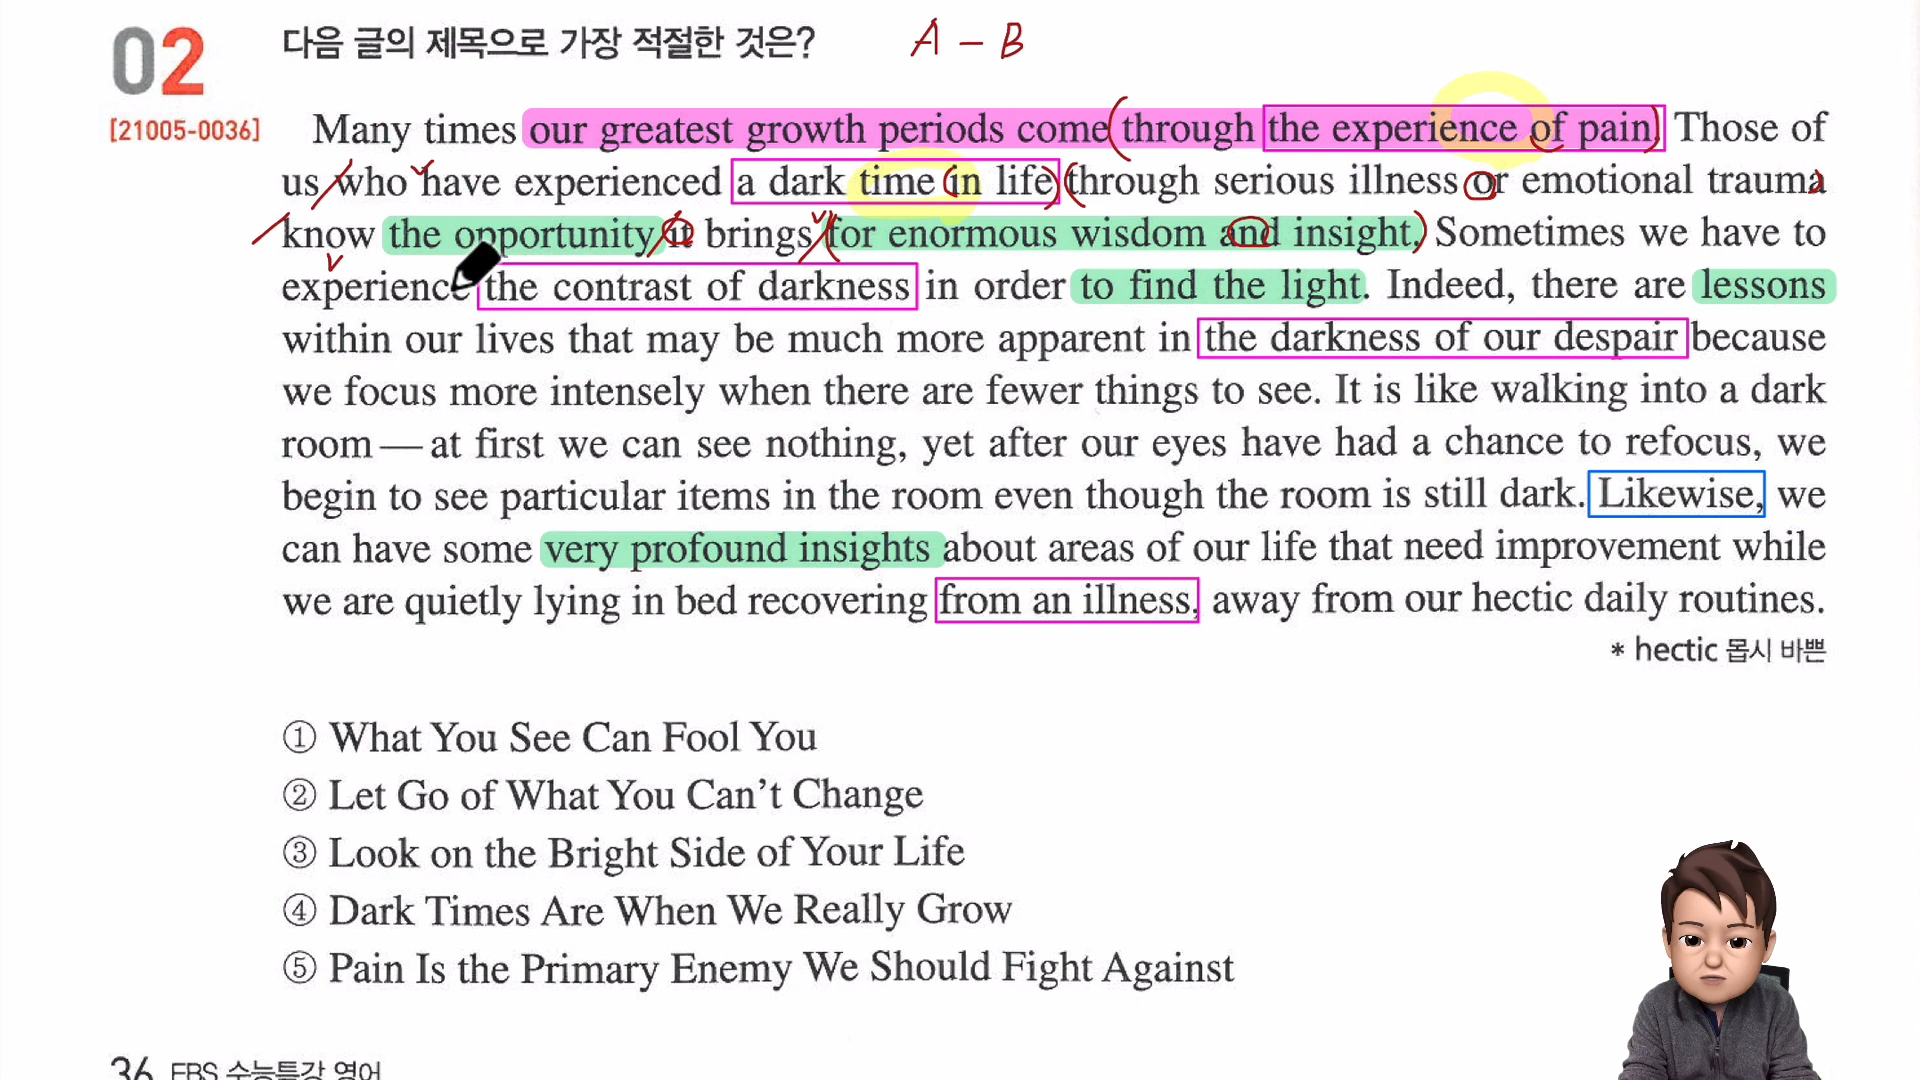 02 다음 글의 제목으로 가장 적절한 것은? A – B
[21005-0036] Many times our greatest growth periods come through the experience of pain. Those of
us who have experienced a dark time in life through serious illness or emotional trauma
know the opportunity it brings for enormous wisdom and insight. Sometimes we have to
experience the contrast of darkness in order to find the light. Indeed, there are lessons
within our lives that may be much more apparent in the darkness of our despair because
we focus more intensely when there are fewer things to see. It is like walking into a dark
room — at first we can see nothing, yet after our eyes have had a chance to refocus, we
begin to see particular items in the room even though the room is still dark. Likewise, we
can have some very profound insights about areas of our life that need improvement while
we are quietly lying in bed recovering from an illness, away from our hectic daily routines.
* hectic 몹시 바쁜
① What You See Can Fool You
② Let Go of What You Can't Change
③ Look on the Bright Side of Your Life
④ Dark Times Are When We Really Grow
⑤ Pain Is the Primary Enemy We Should Fight Against
36 EBS 수능특강 영어